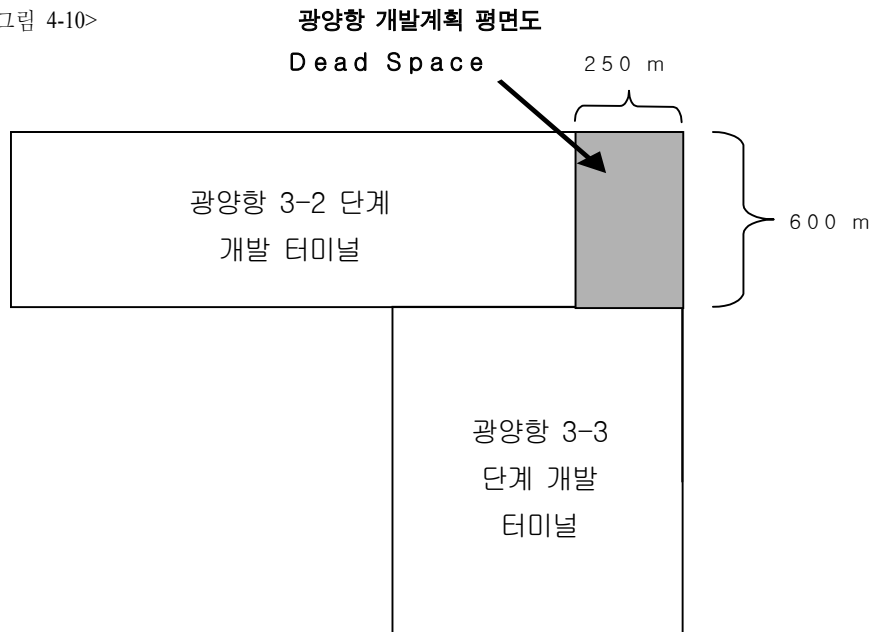 그림 4-10>
광양항 개발계획 평면도
Dead Space
250 m
광양항 3-2 단계
개발 터미널
600 m
광양항 3-3
단계 개발
터미널